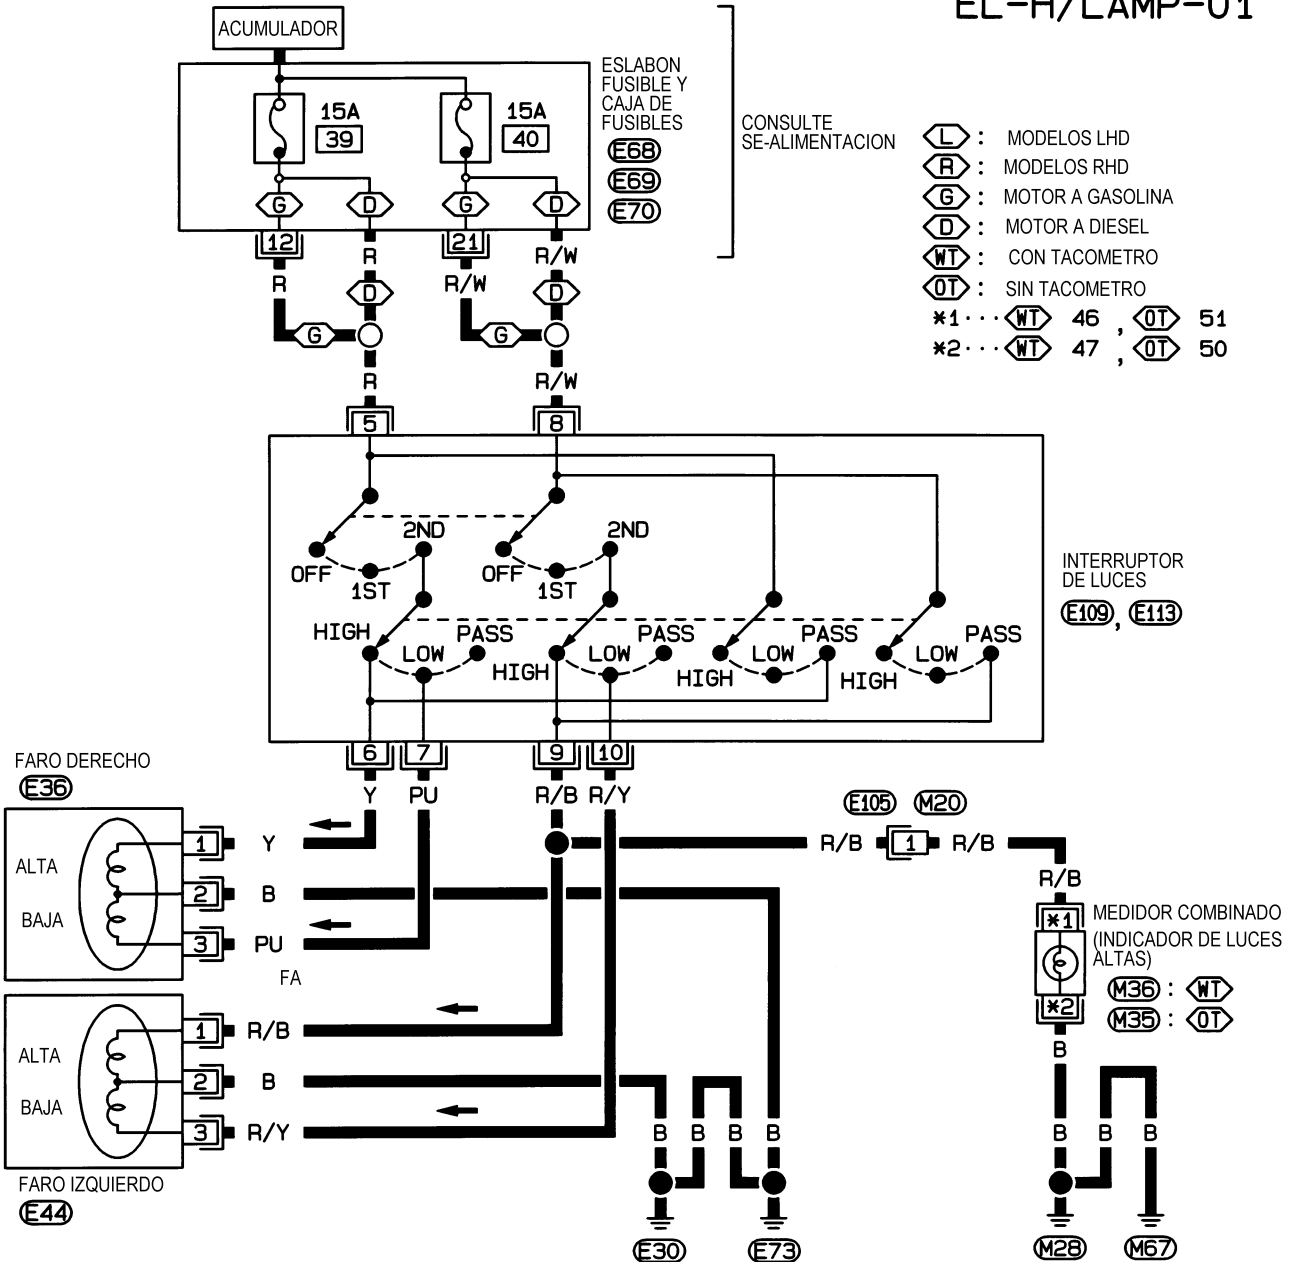 EL-H/LAMP-01
ACUMULADOR
ESLABON
FUSIBLE Y
CAJA DE
FUSIBLES
E68
E69
E70
15A
39
15A
40
CONSULTE
SE-ALIMENTACION
L : MODELOS LHD
R : MODELOS RHD
G : MOTOR A GASOLINA
D : MOTOR A DIESEL
WT : CON TACOMETRO
OT : SIN TACOMETRO
*1··· WT 46 , OT 51
*2··· WT 47 , OT 50
G D G D
12 R 21 R/W
R D R/W D
G G
R R/W
5 8
2ND 2ND
OFF 1ST OFF 1ST
INTERRUPTOR
DE LUCES
E109 , E113
HIGH LOW PASS
HIGH LOW PASS
HIGH LOW PASS
HIGH LOW PASS
6 7 9 10
Y PU R/B R/Y
FARO DERECHO
E36
ALTA
BAJA
1 Y
2 B
3 PU
FA
E105 M20
R/B 1 R/B
R/B
*1
MEDIDOR COMBINADO
(INDICADOR DE LUCES
ALTAS)
M36 : WT
M35 : OT
*2
B
ALTA
BAJA
1 R/B
2 B
3 R/Y
FARO IZQUIERDO
E44
B B B B B B B
E30 E73 M28 M67